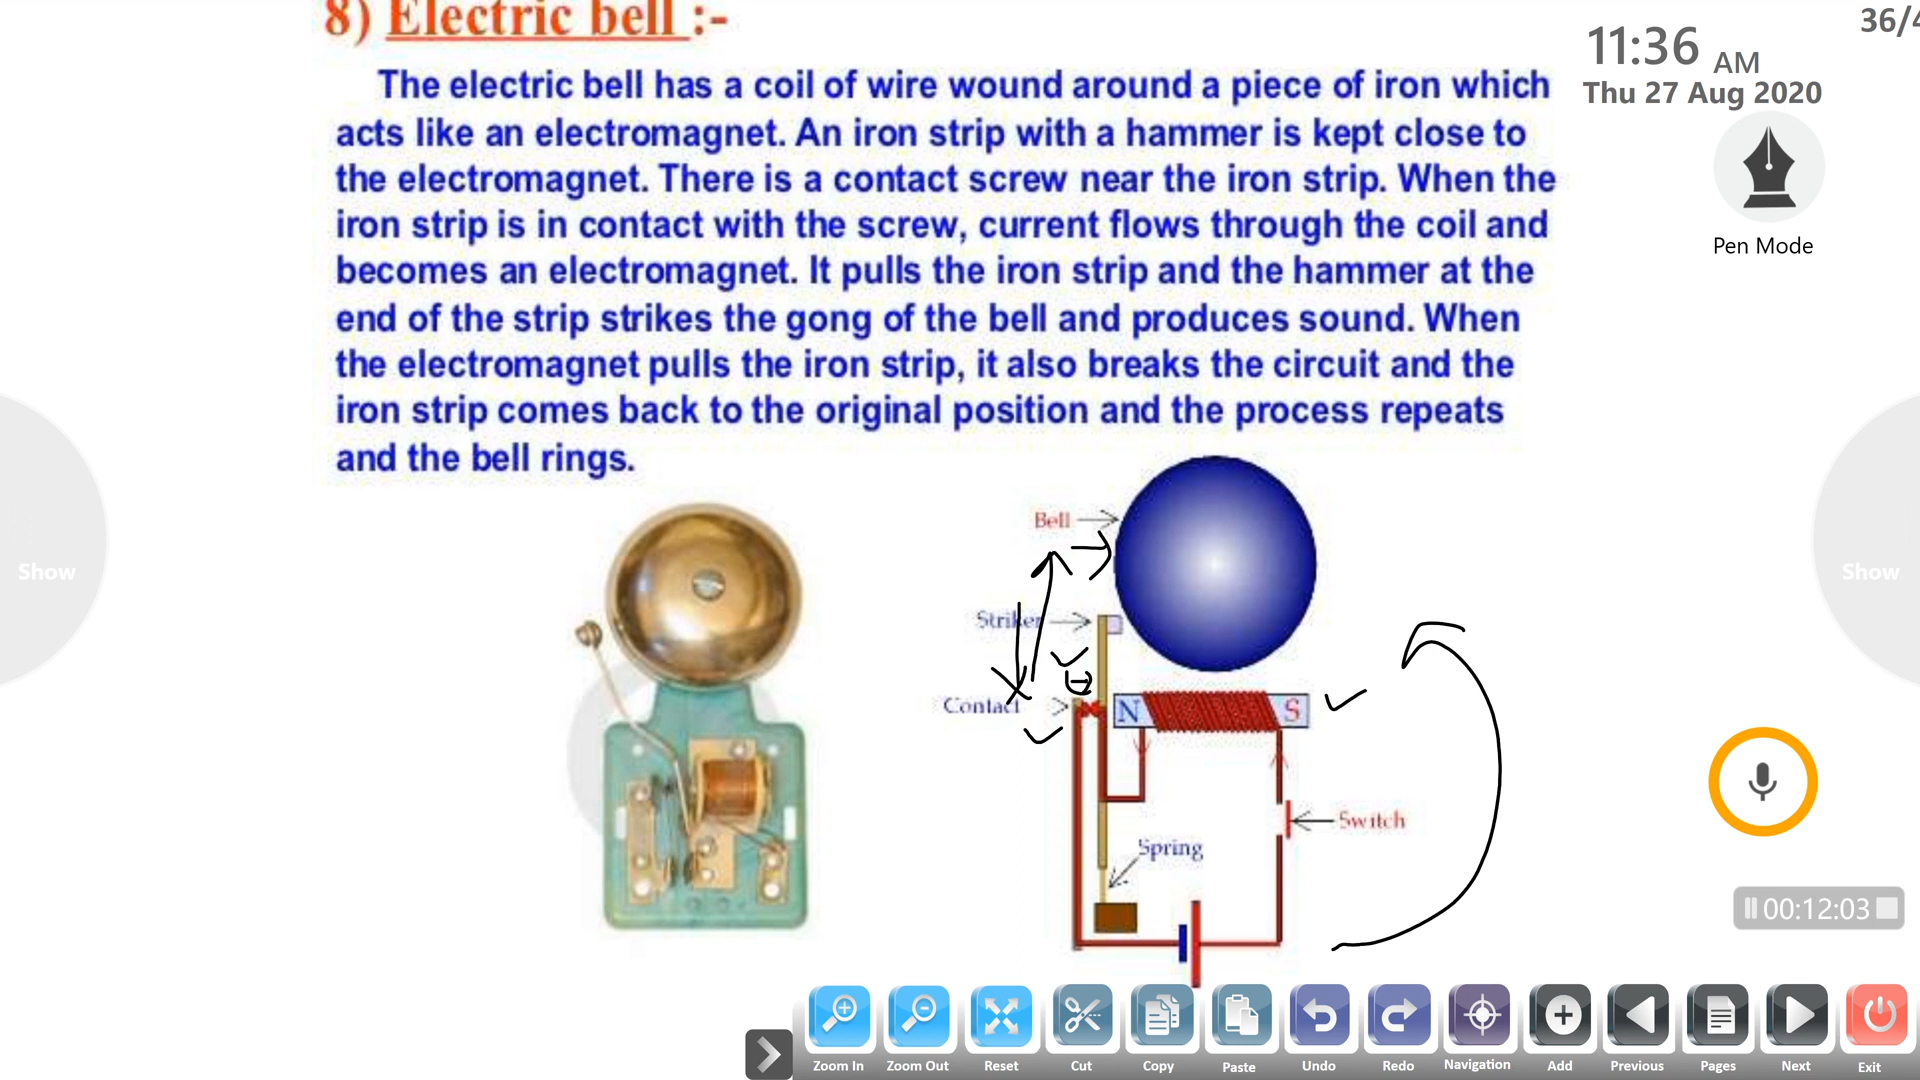 8) Electric bell :-
The electric bell has a coil of wire wound around a piece of iron which
acts like an electromagnet. An iron strip with a hammer is kept close to
the electromagnet. There is a contact screw near the iron strip. When the
iron strip is in contact with the screw, current flows through the coil and
becomes an electromagnet. It pulls the iron strip and the hammer at the
end of the strip strikes the gong of the bell and produces sound. When
the electromagnet pulls the iron strip, it also breaks the circuit and the
iron strip comes back to the original position and the process repeats
and the bell rings.
11:36 AM
Thu 27 Aug 2020
36/4
Pen Mode
Show
Show
Bell
Striker
Contact
N
S
Switch
Spring
00:12:03
Zoom In
Zoom Out
Reset
Cut
Copy
Paste
Undo
Redo
Navigation
Add
Previous
Pages
Next
Exit